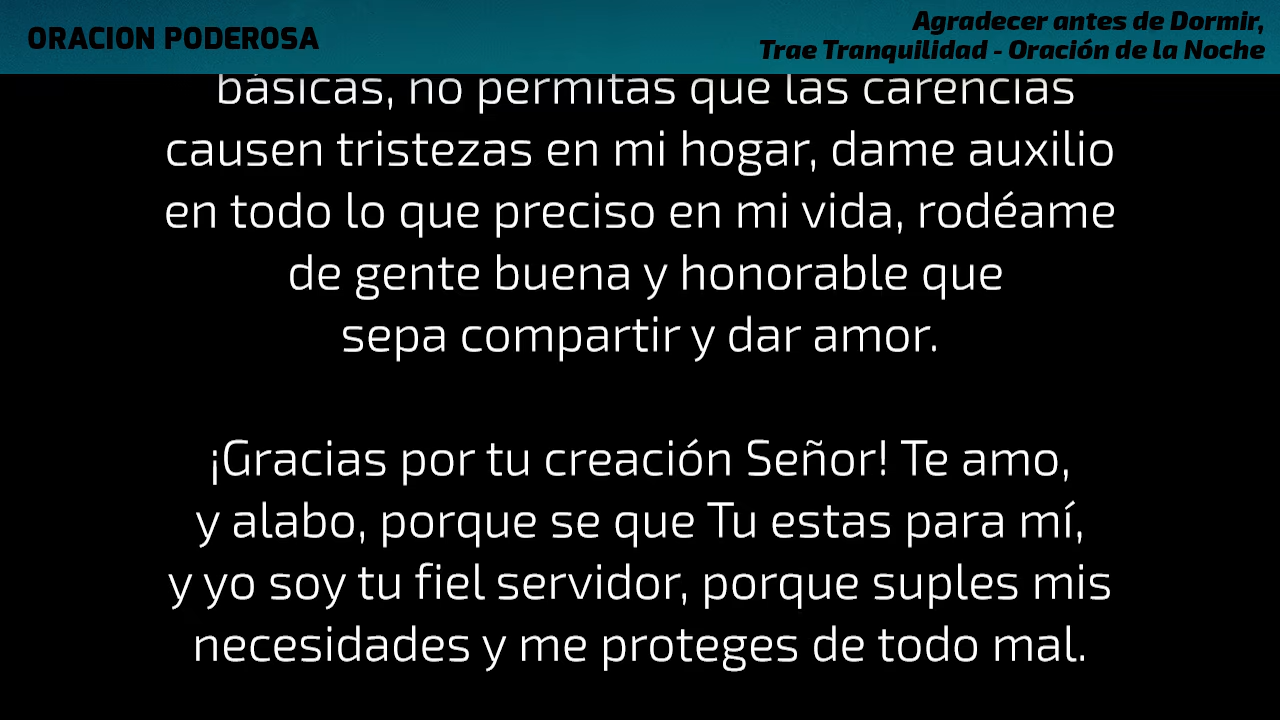 ORACION PODEROSA
Agradecer antes de Dormir,
Trae Tranquilidad - Oración de la Noche
básicas, no permitas que las carencias
causen tristezas en mi hogar, dame auxilio
en todo lo que preciso en mi vida, rodéame
de gente buena y honorable que
sepa compartir y dar amor.
¡Gracias por tu creación Señor! Te amo,
y alabo, porque se que Tu estas para mí,
y yo soy tu fiel servidor, porque suples mis
necesidades y me proteges de todo mal.